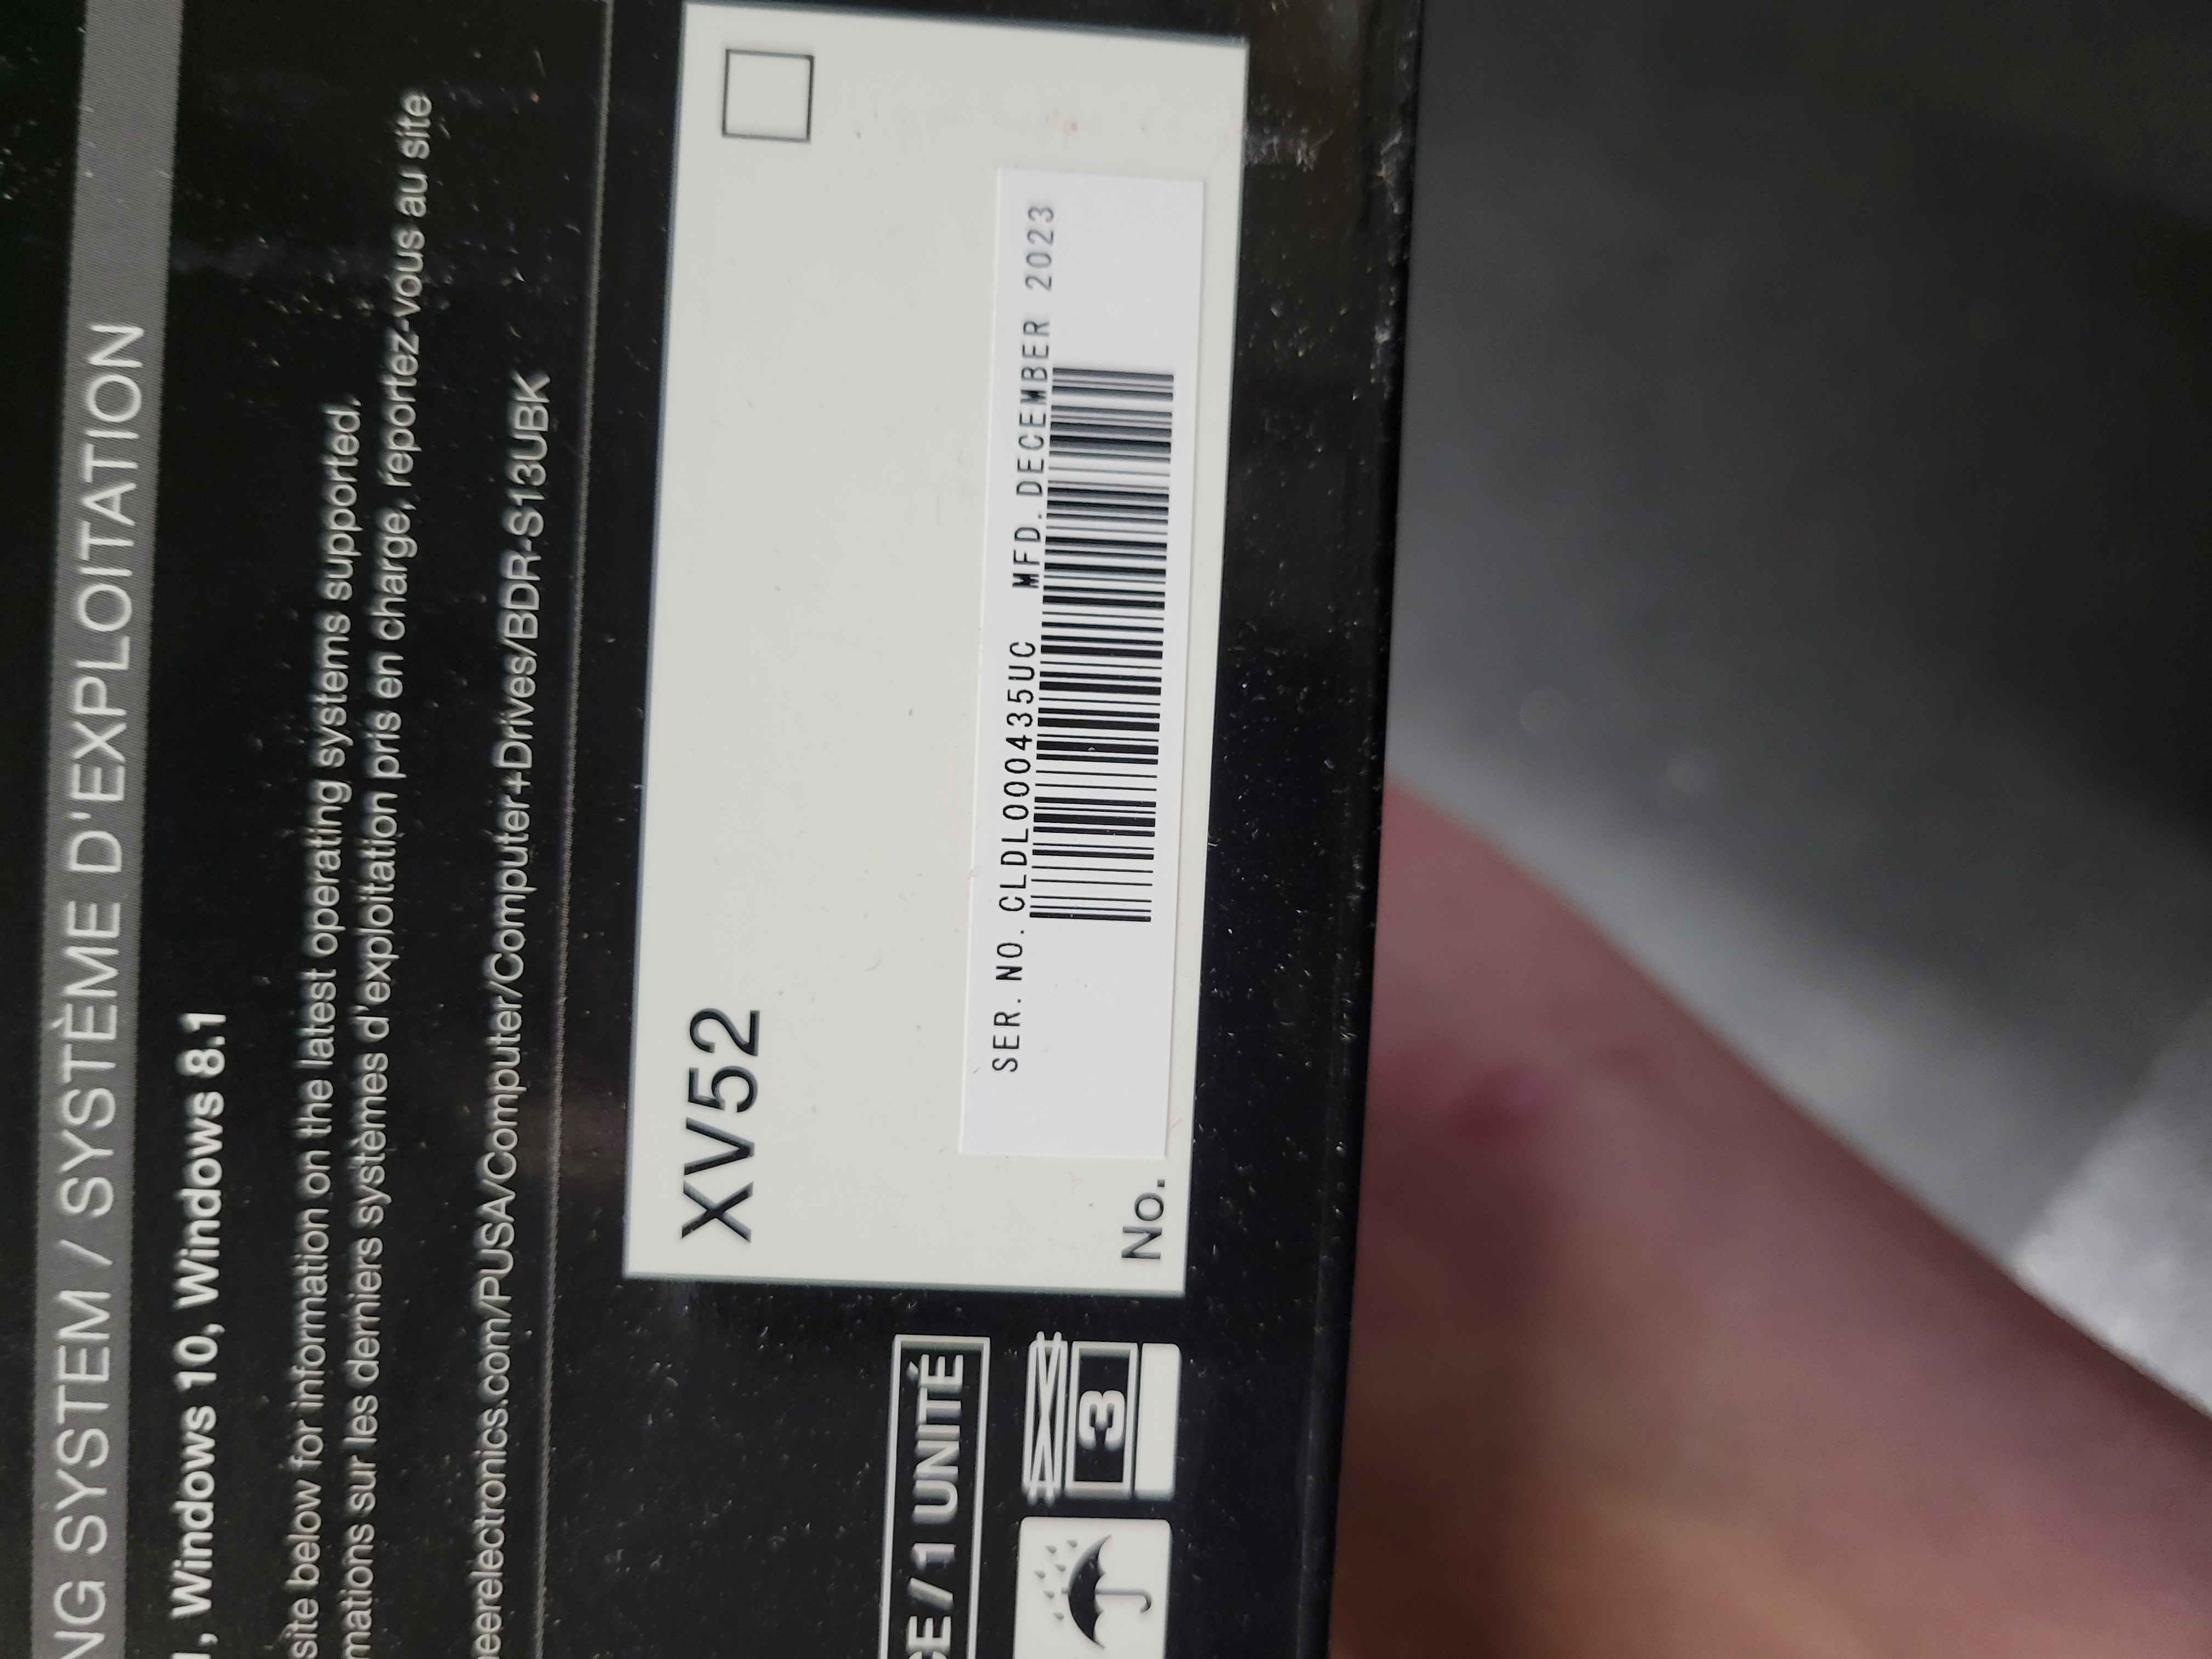 NG SYSTEM / SYSTÈME D'EXPLOITATION
, Windows 10, Windows 8.1
site below for information on the latest operating systems supported.
mations sur les derniers systèmes d'exploitation pris en charge, reportez-vous au site
neerelectronics.com/PUSA/Computer/Computer+Drives/BDR-S13UBK
XV52
SER.NO.CLDL000435UC MFD.DECEMBER 2023
No.
CE / 1 UNITÉ
3